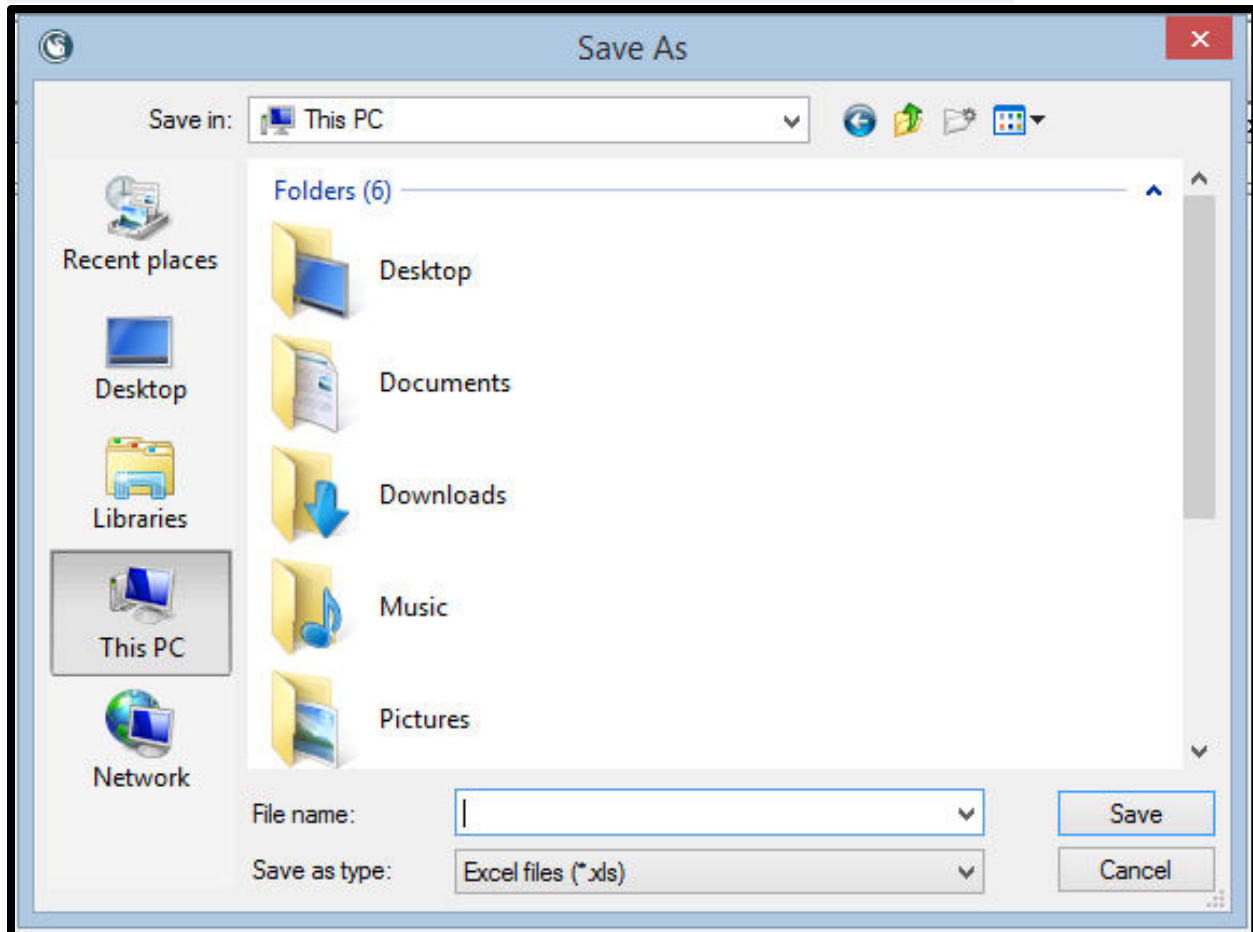 Save As
Save in: This PC
Folders (6)
Recent places
Desktop
Libraries
This PC
Network
Desktop
Documents
Downloads
Music
Pictures
File name:
Save
Save as type: Excel files (*.xls)
Cancel